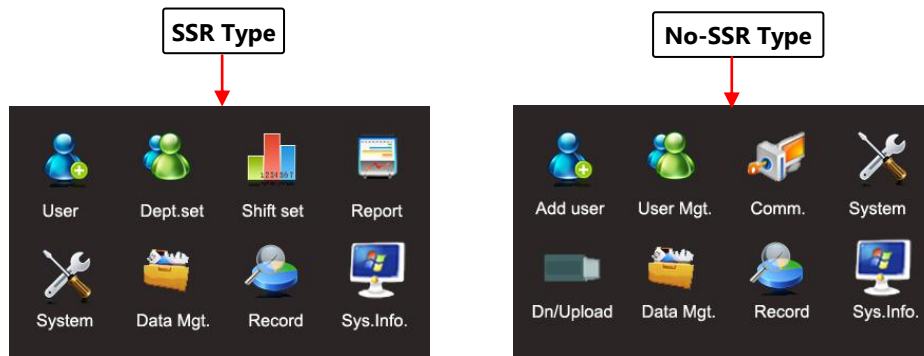 SSR Type
No-SSR Type
User Dept.set Shift set Report
System Data Mgt. Record Sys.Info.
Add user User Mgt. Comm. System
Dn/Upload Data Mgt. Record Sys.Info.
1234567